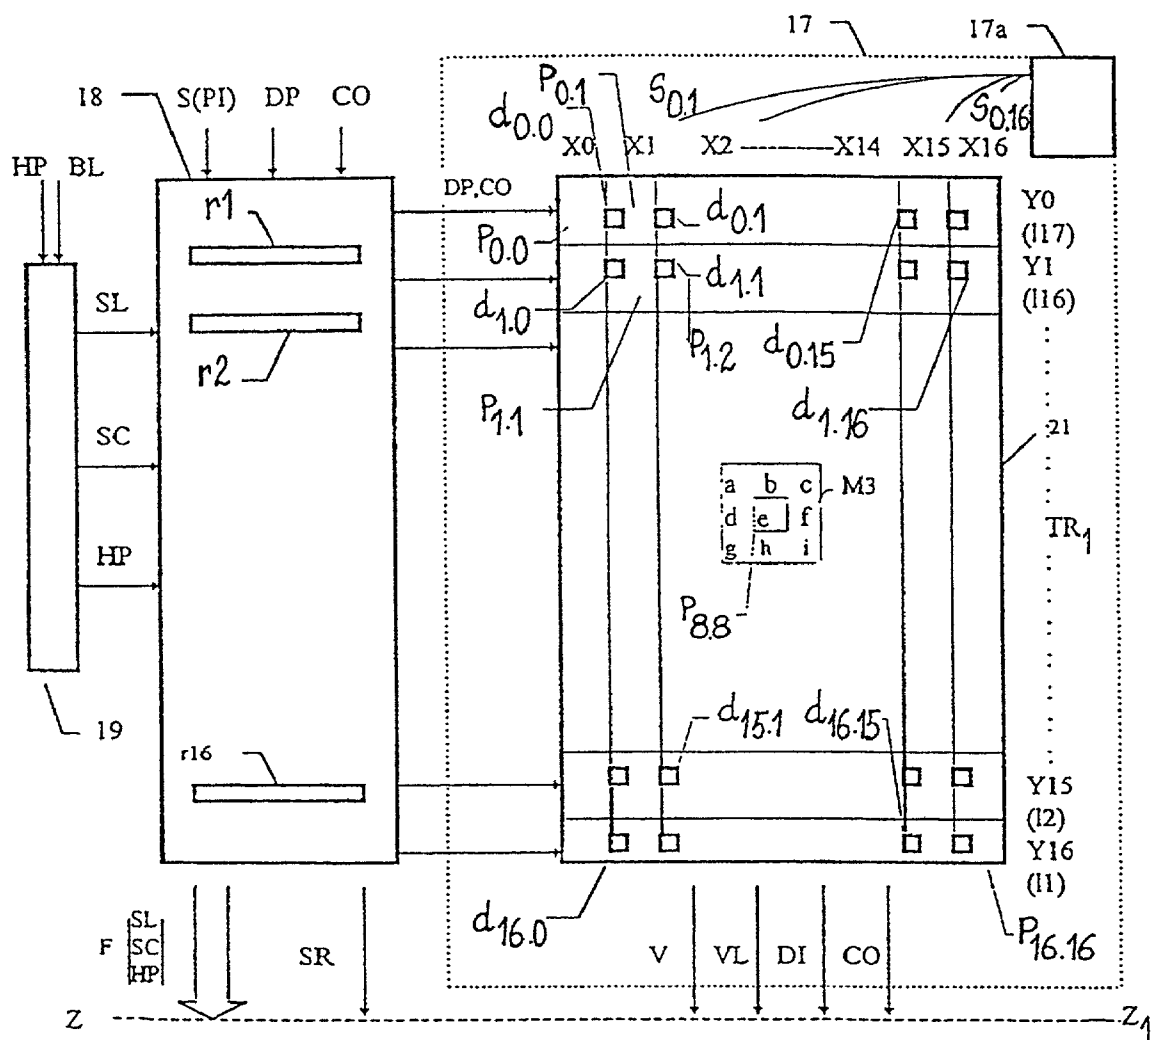 17
17a
18
S(PI) DP CO
P0.1
S0.1
S0.16
d0.0
X0 X1 X2 ---------- X14 X15 X16
HP BL
DP,CO
r1
P0.0
d0.1
Y0
(l17)
SL
d1.0
d1.1
Y1
(l16)
r2
P1.2
d0.15
P1.1
d1.16
SC
21
a b c
M3
d e f
g h i
TR1
HP
P8.8
19
d15.1
d16.15
r16
Y15
(l2)
Y16
(l1)
d16.0
P16.16
F
SL
SC
HP
SR
V VL DI CO
Z
Z1